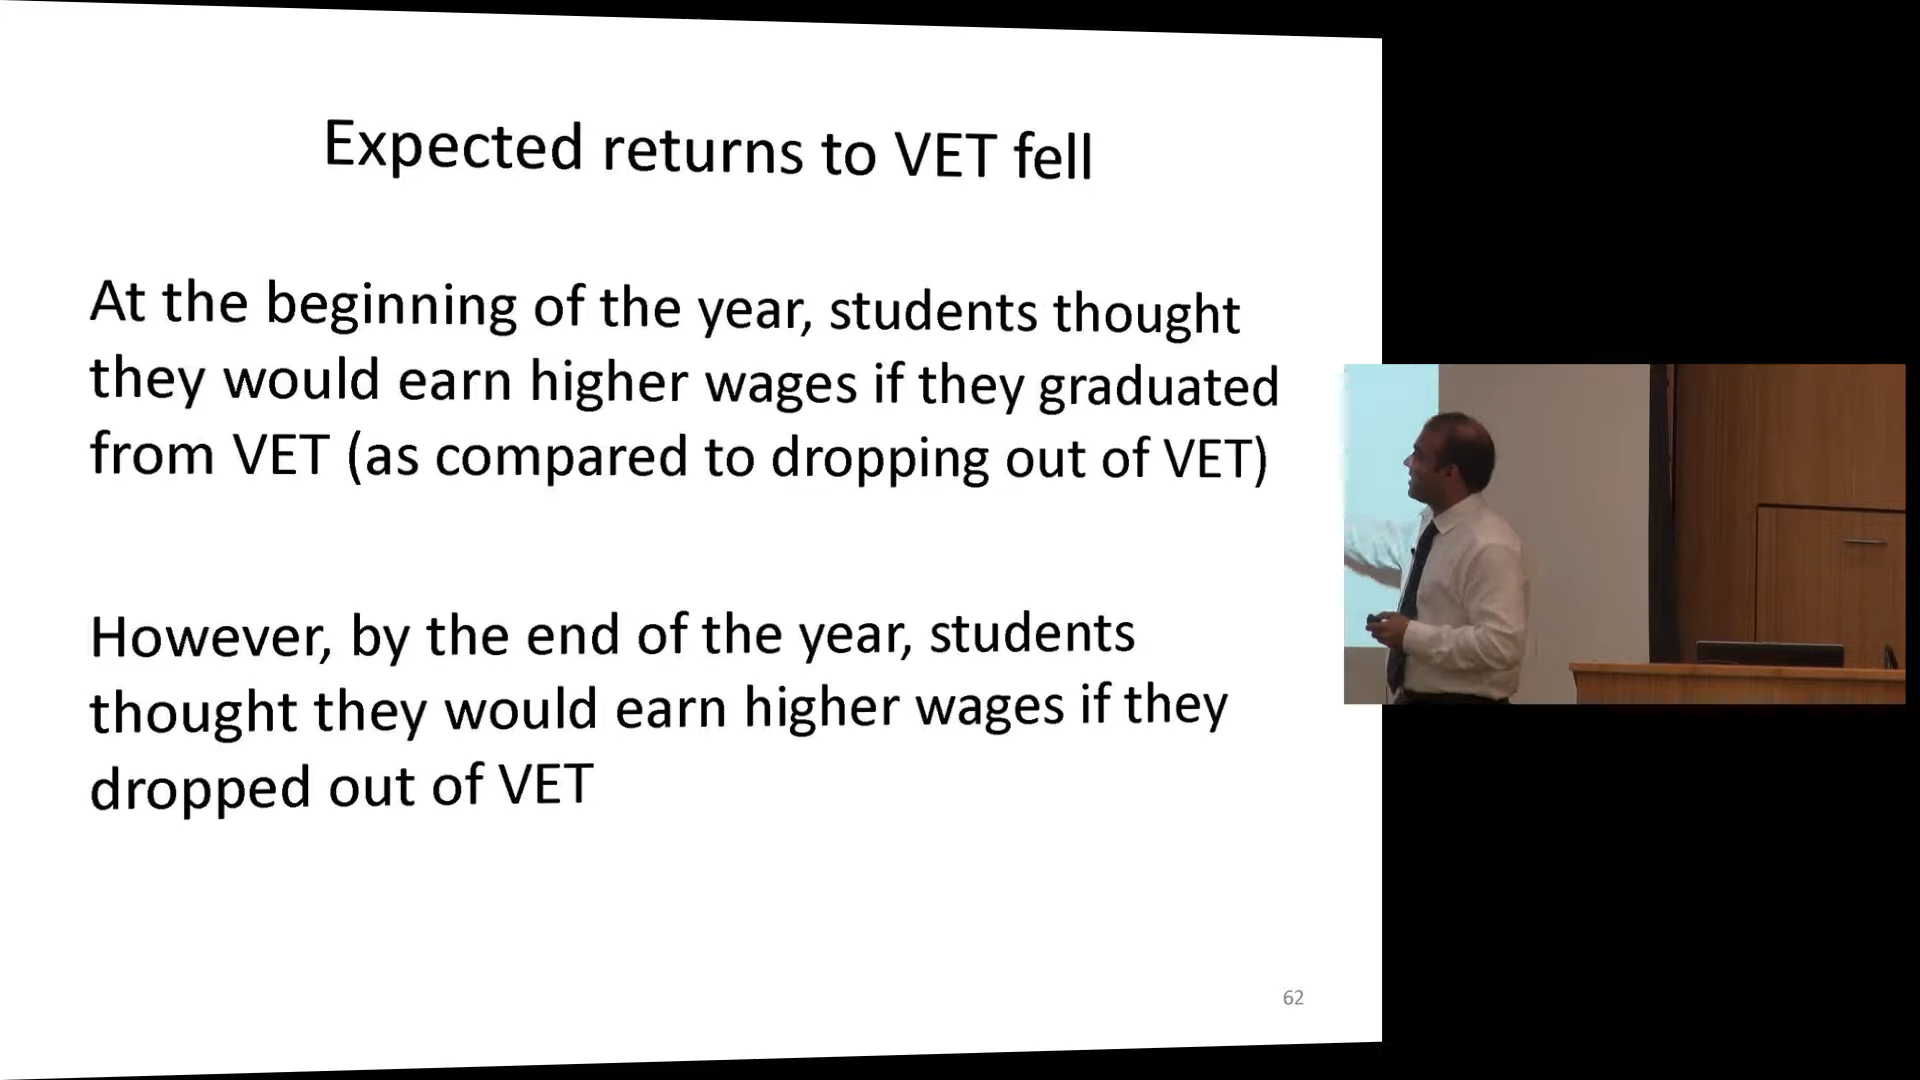 Expected returns to VET fell
At the beginning of the year, students thought
they would earn higher wages if they graduated
from VET (as compared to dropping out of VET)
However, by the end of the year, students
thought they would earn higher wages if they
dropped out of VET
62